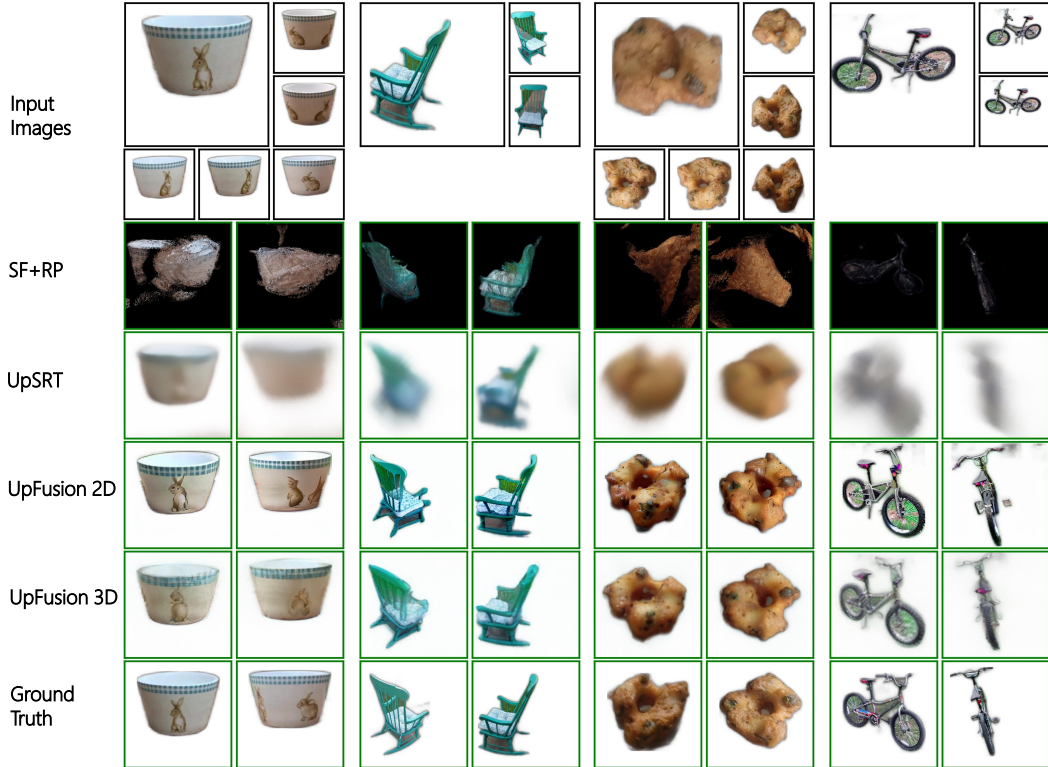 Input
Images
SF+RP
UpSRT
UpFusion 2D
UpFusion 3D
Ground
Truth